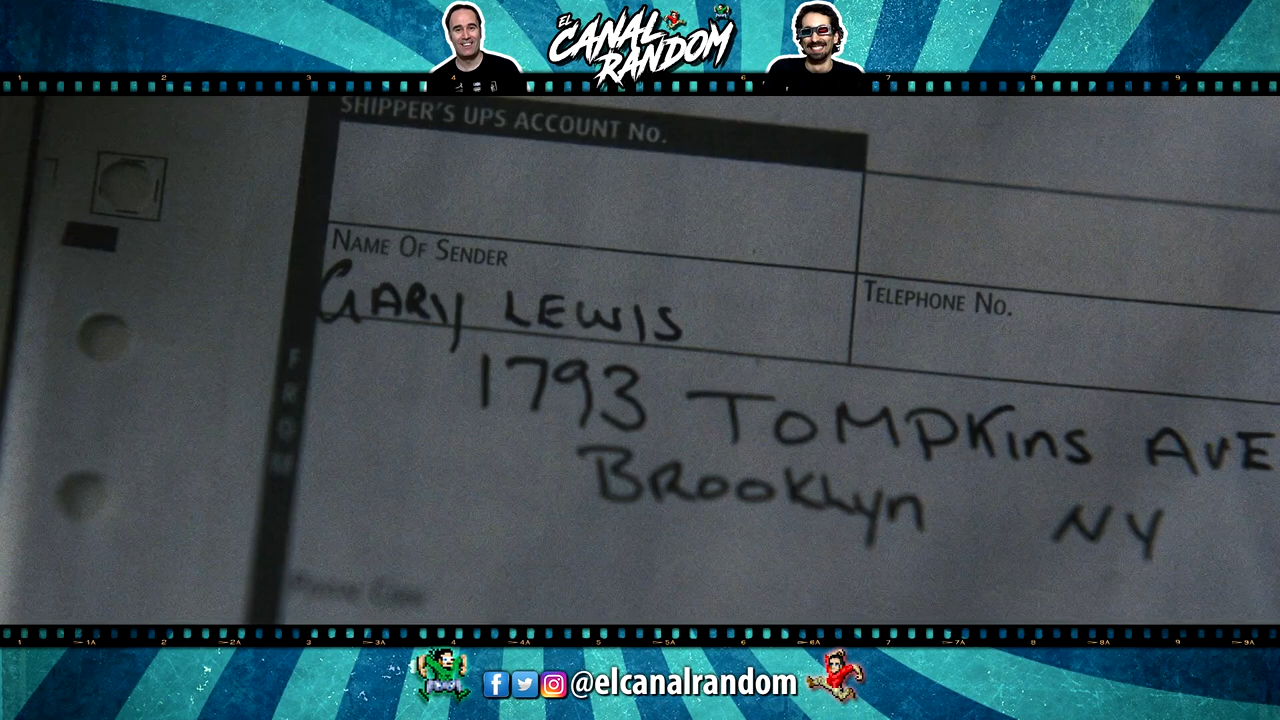 EL CANAL RANDOM
SHIPPER'S UPS ACCOUNT No.
NAME OF SENDER
GARY LEWIS
TELEPHONE No.
1793 TOMPKINS AVE
BROOKLYN NY
FROM
@elcanalrandom